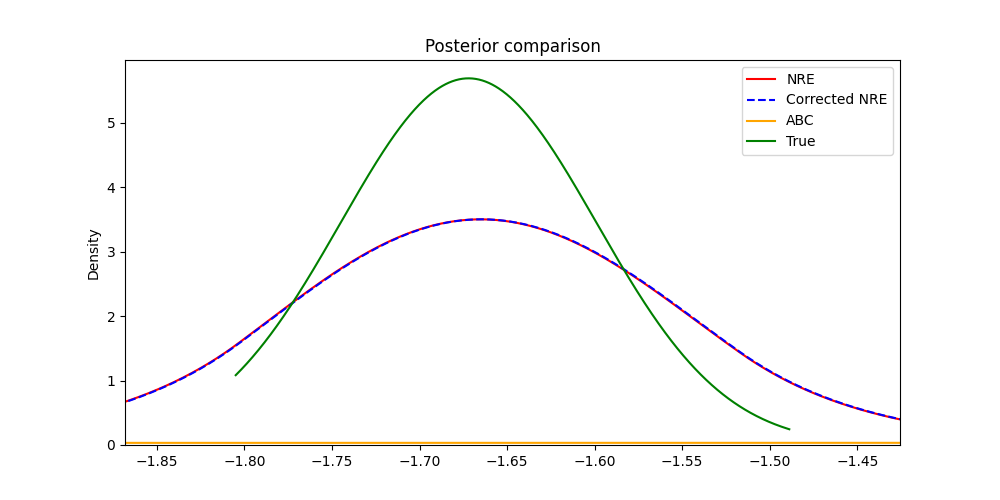 Posterior comparison
NRE
Corrected NRE
ABC
True
Density
5
4
3
2
1
0
−1.85 −1.80 −1.75 −1.70 −1.65 −1.60 −1.55 −1.50 −1.45